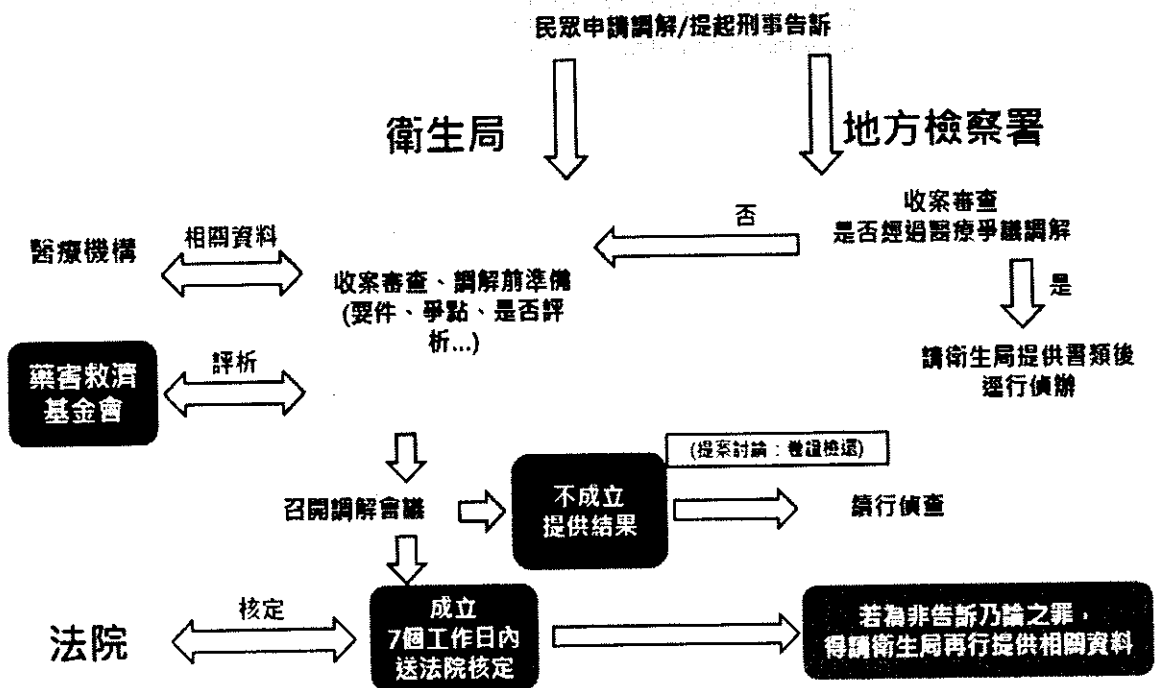 民眾申請調解/提起刑事告訴
衛生局
地方檢察署
收案審查
是否經過醫療爭議調解
否
是
醫療機構
相關資料
收案審查、調解前準備
(要件、爭點、是否評
析...)
請衛生局提供書類後
逕行偵辦
藥害救濟
基金會
評析
(提案討論：卷證檢還)
召開調解會議
不成立
提供結果
續行偵查
法院
核定
成立
7個工作日內
送法院核定
若為非告訴乃論之罪，
得請衛生局再行提供相關資料